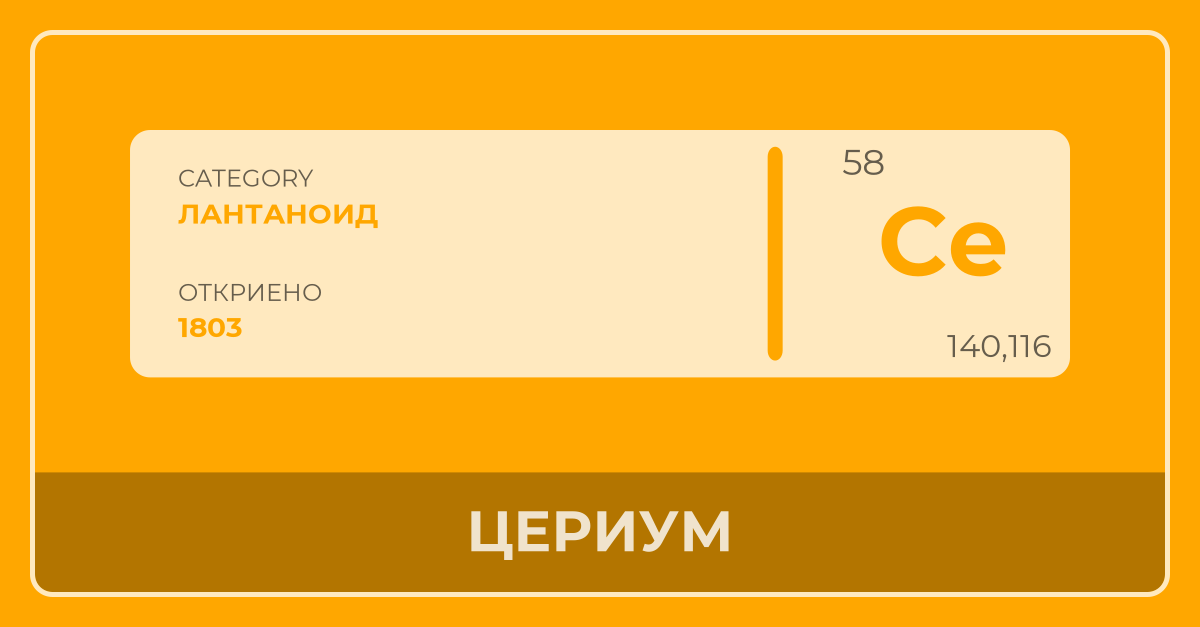 CATEGORY
ЛАНТАНОИД
ОТКРИЕНО
1803
58
Ce
140,116
ЦЕРИУМ